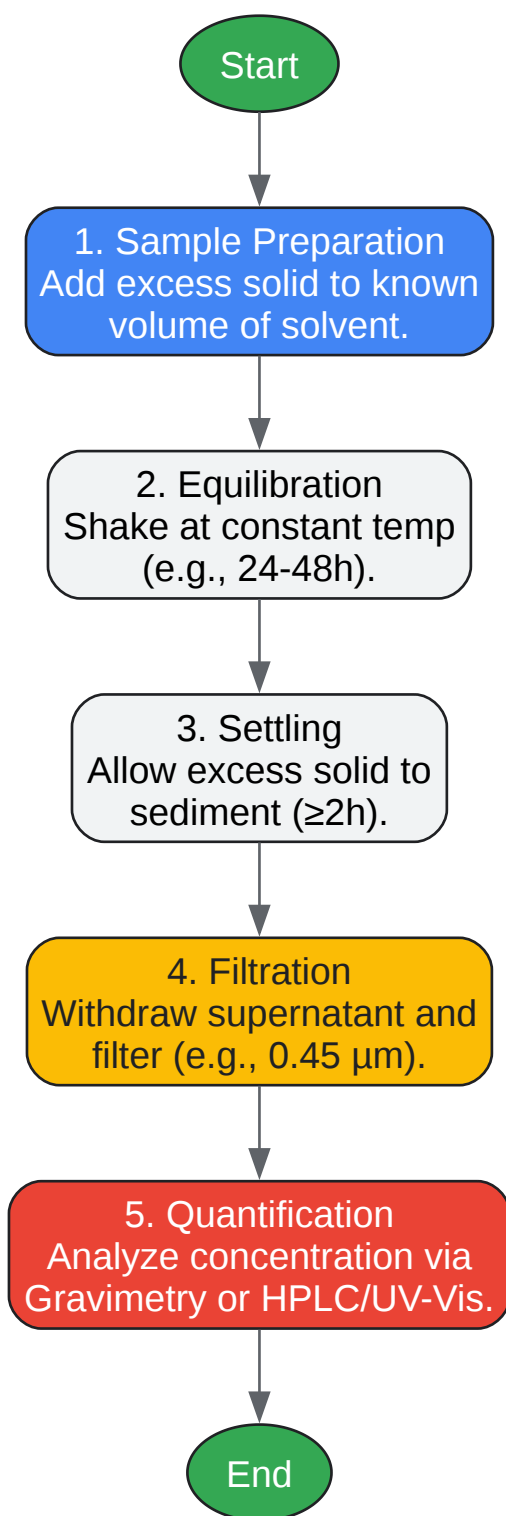 Start
1. Sample Preparation
Add excess solid to known
volume of solvent.
2. Equilibration
Shake at constant temp
(e.g., 24-48h).
3. Settling
Allow excess solid to
sediment (≥2h).
4. Filtration
Withdraw supernatant and
filter (e.g., 0.45 µm).
5. Quantification
Analyze concentration via
Gravimetry or HPLC/UV-Vis.
End